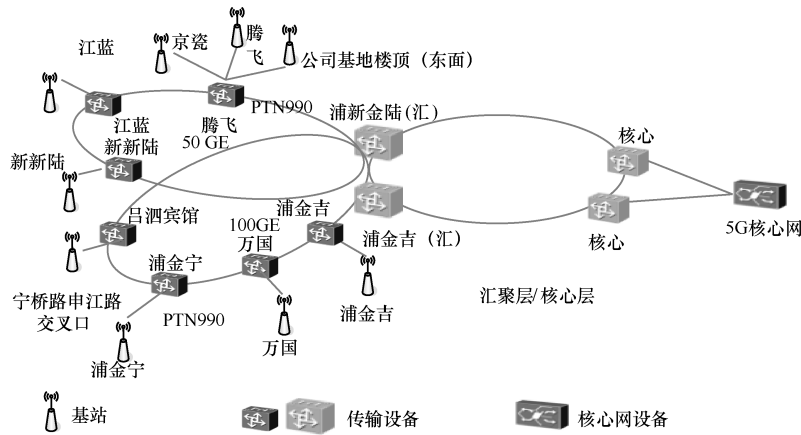 江蓝
京瓷
腾
飞
公司基地楼顶（东面）
PTN990
浦新金陆(汇)
江蓝
新新陆
腾飞
50 GE
核心
新新陆
吕泗宾馆
浦金吉
100GE
万国
浦金吉（汇）
核心
5G核心网
浦金宁
宁桥路申江路
交叉口
PTN990
浦金吉
汇聚层/核心层
浦金宁
万国
基站
传输设备
核心网设备